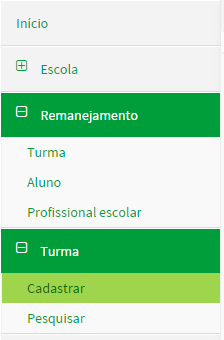 Início
Escola
Remanejamento
Turma
Aluno
Profissional escolar
Turma
Cadastrar
Pesquisar